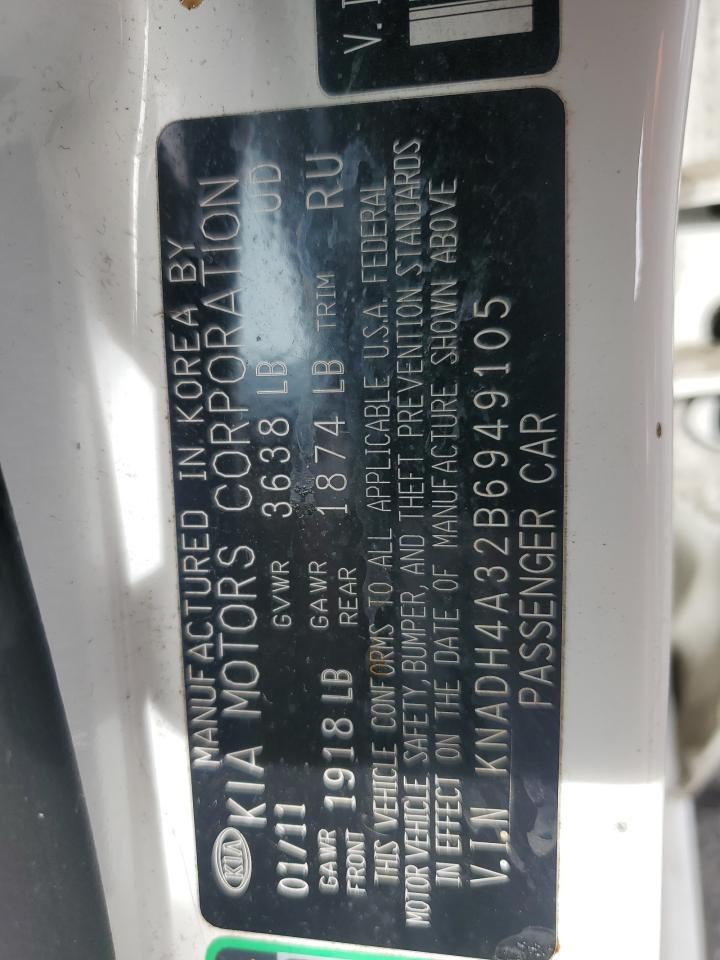 V.I
KIA
MANUFACTURED IN KOREA BY
KIA MOTORS CORPORATION
01/11 GVWR 3638 LB UD
GAWR FRONT 1918 LB GAWR REAR 1874 LB TRIM RU
THIS VEHICLE CONFORMS TO ALL APPLICABLE U.S.A. FEDERAL
MOTOR VEHICLE SAFETY, BUMPER, AND THEFT PREVENTION STANDARDS
IN EFFECT ON THE DATE OF MANUFACTURE SHOWN ABOVE
V.I.N KNADH4A32B6949105
PASSENGER CAR